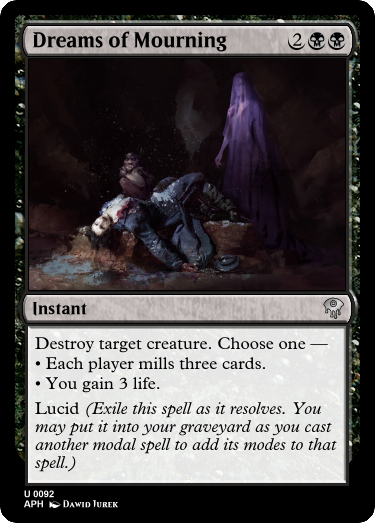 Dreams of Mourning 2
Instant
Destroy target creature. Choose one —
• Each player mills three cards.
• You gain 3 life.
Lucid (Exile this spell as it resolves. You
may put it into your graveyard as you cast
another modal spell to add its modes to that
spell.)
U 0092
APH Dawid Jurek